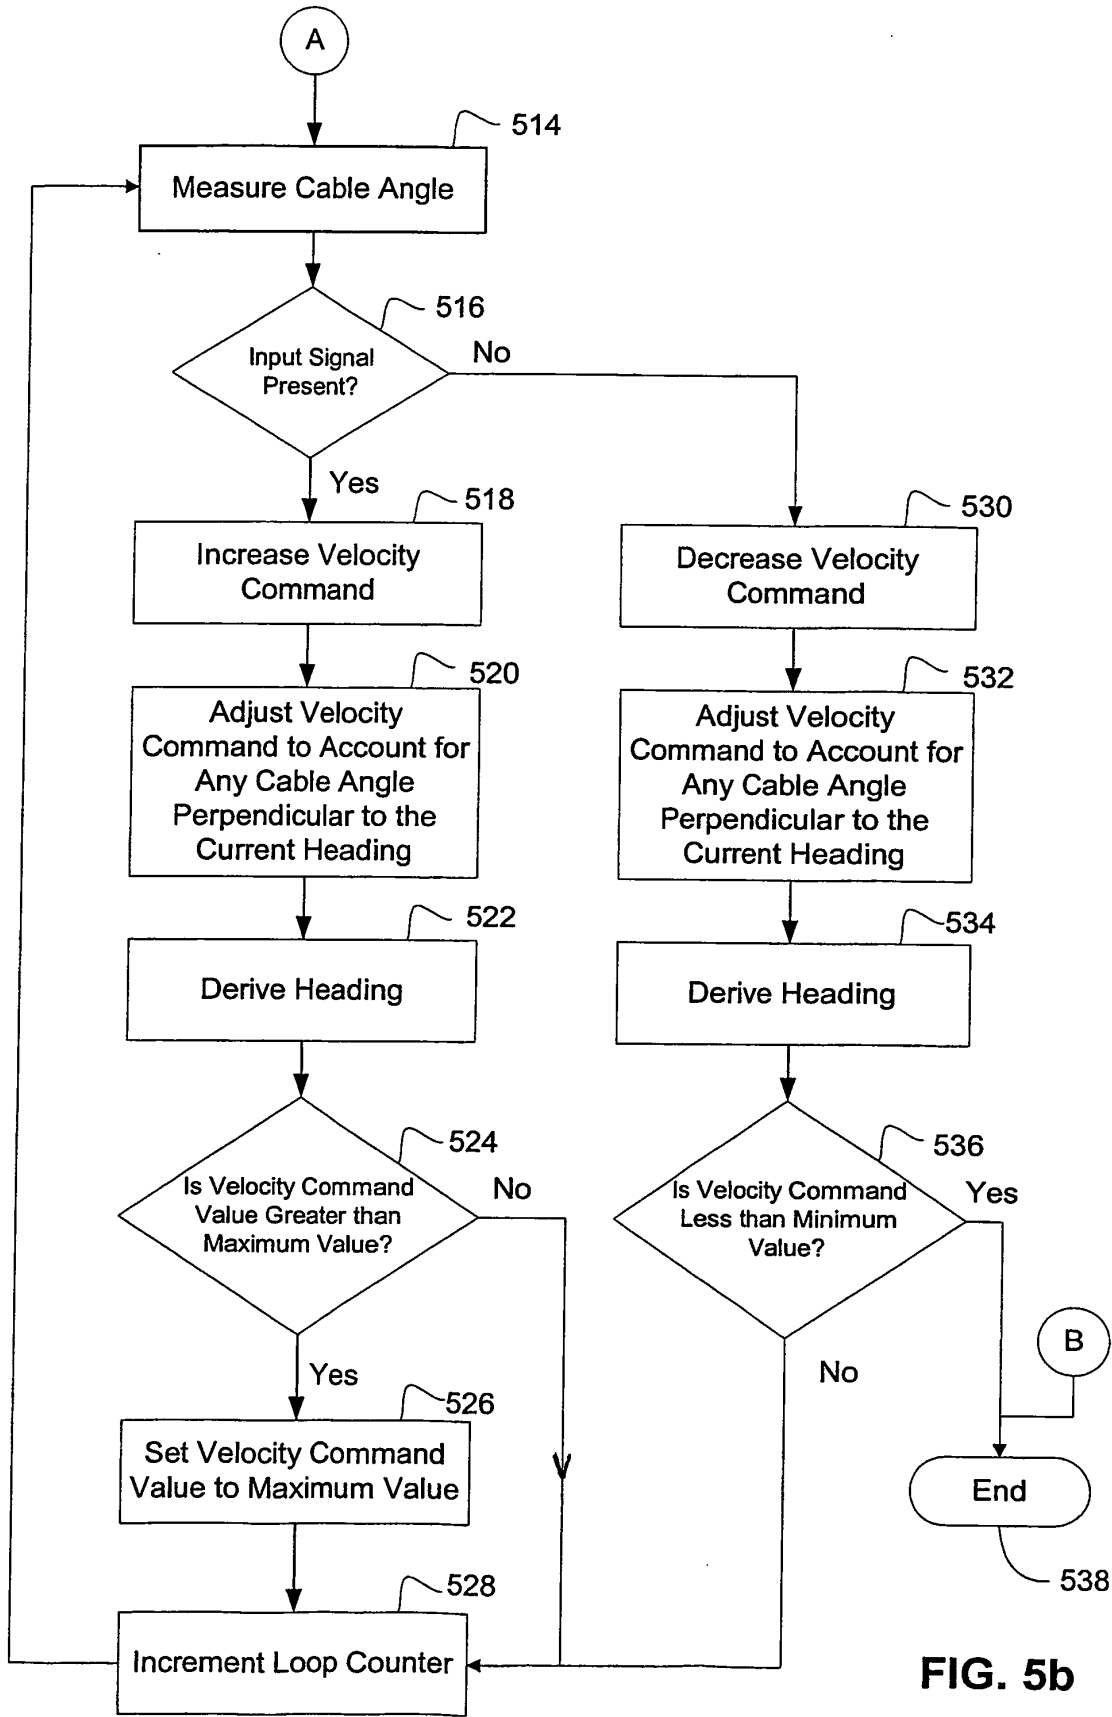 A
514
Measure Cable Angle
516
Input Signal
Present?
No
Yes
518
Increase Velocity
Command
530
Decrease Velocity
Command
520
Adjust Velocity
Command to Account for
Any Cable Angle
Perpendicular to the
Current Heading
532
Adjust Velocity
Command to Account for
Any Cable Angle
Perpendicular to the
Current Heading
522
Derive Heading
534
Derive Heading
524
Is Velocity Command
Value Greater than
Maximum Value?
No
Yes
536
Is Velocity Command
Less than Minimum
Value?
Yes
No
B
526
Set Velocity Command
Value to Maximum Value
End
538
528
Increment Loop Counter
FIG. 5b